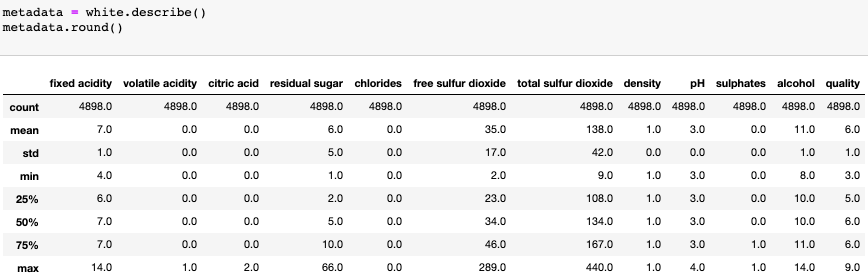 metadata = white.describe()
metadata.round()
fixed acidity volatile acidity citric acid residual sugar chlorides free sulfur dioxide total sulfur dioxide density pH sulphates alcohol quality
count 4898.0 4898.0 4898.0 4898.0 4898.0 4898.0 4898.0 4898.0 4898.0 4898.0 4898.0 4898.0
mean 7.0 0.0 0.0 6.0 0.0 35.0 138.0 1.0 3.0 0.0 11.0 6.0
std 1.0 0.0 0.0 5.0 0.0 17.0 42.0 0.0 0.0 0.0 1.0 1.0
min 4.0 0.0 0.0 1.0 0.0 2.0 9.0 1.0 3.0 0.0 8.0 3.0
25% 6.0 0.0 0.0 2.0 0.0 23.0 108.0 1.0 3.0 0.0 10.0 5.0
50% 7.0 0.0 0.0 5.0 0.0 34.0 134.0 1.0 3.0 0.0 10.0 6.0
75% 7.0 0.0 0.0 10.0 0.0 46.0 167.0 1.0 3.0 1.0 11.0 6.0
max 14.0 1.0 2.0 66.0 0.0 289.0 440.0 1.0 4.0 1.0 14.0 9.0